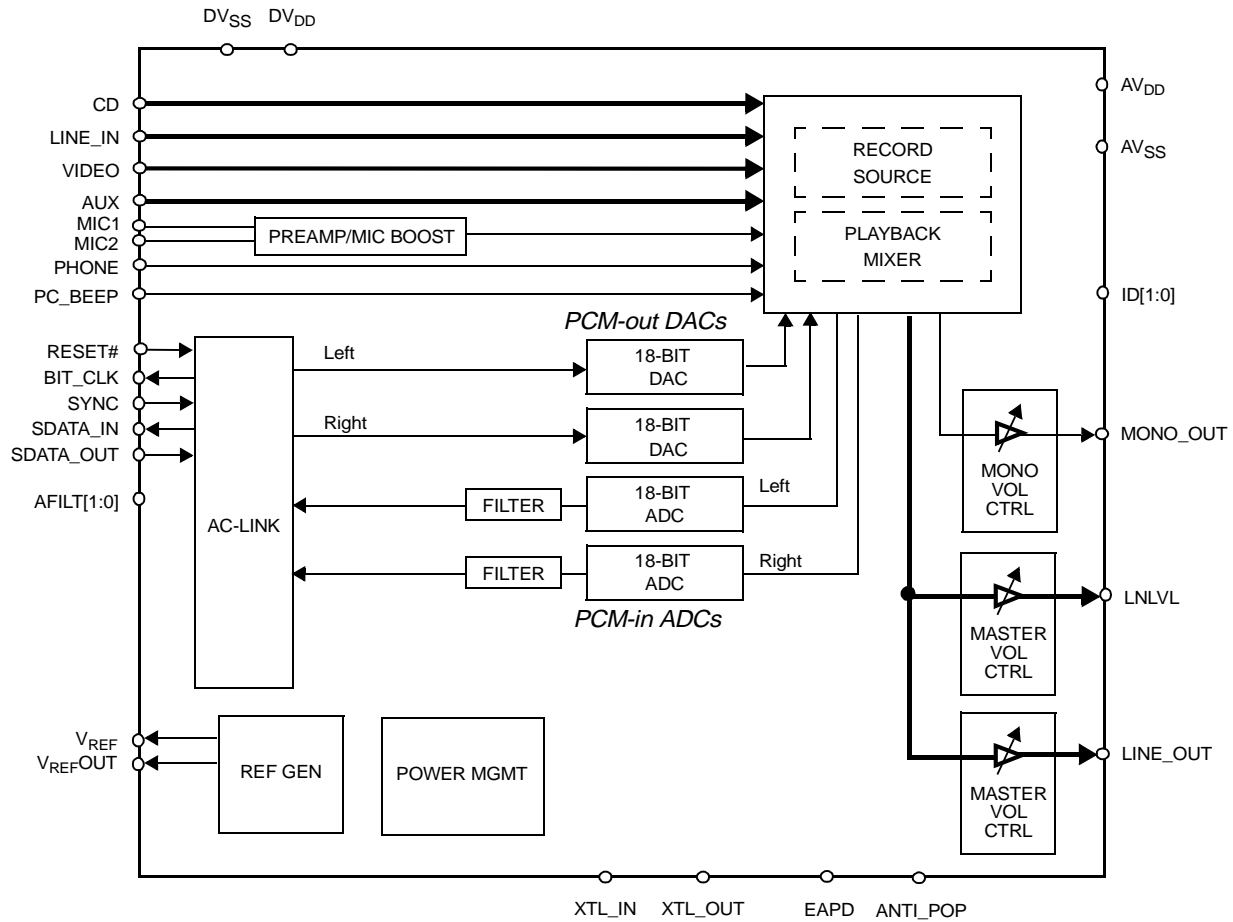 DVSS DVDD
CD
LINE_IN
VIDEO
AUX
MIC1
MIC2
PHONE
PC_BEEP
RESET#
BIT_CLK
SYNC
SDATA_IN
SDATA_OUT
AFILT[1:0]
VREF
VREFOUT
PREAMP/MIC BOOST
RECORD
SOURCE
PLAYBACK
MIXER
AC-LINK
PCM-out DACs
Left
18-BIT
DAC
Right
18-BIT
DAC
FILTER
18-BIT
ADC
Left
FILTER
18-BIT
ADC
Right
PCM-in ADCs
REF GEN
POWER MGMT
MONO
VOL
CTRL
MASTER
VOL
CTRL
MASTER
VOL
CTRL
AVDD
AVSS
ID[1:0]
MONO_OUT
LNLVL
LINE_OUT
XTL_IN XTL_OUT EAPD ANTI_POP